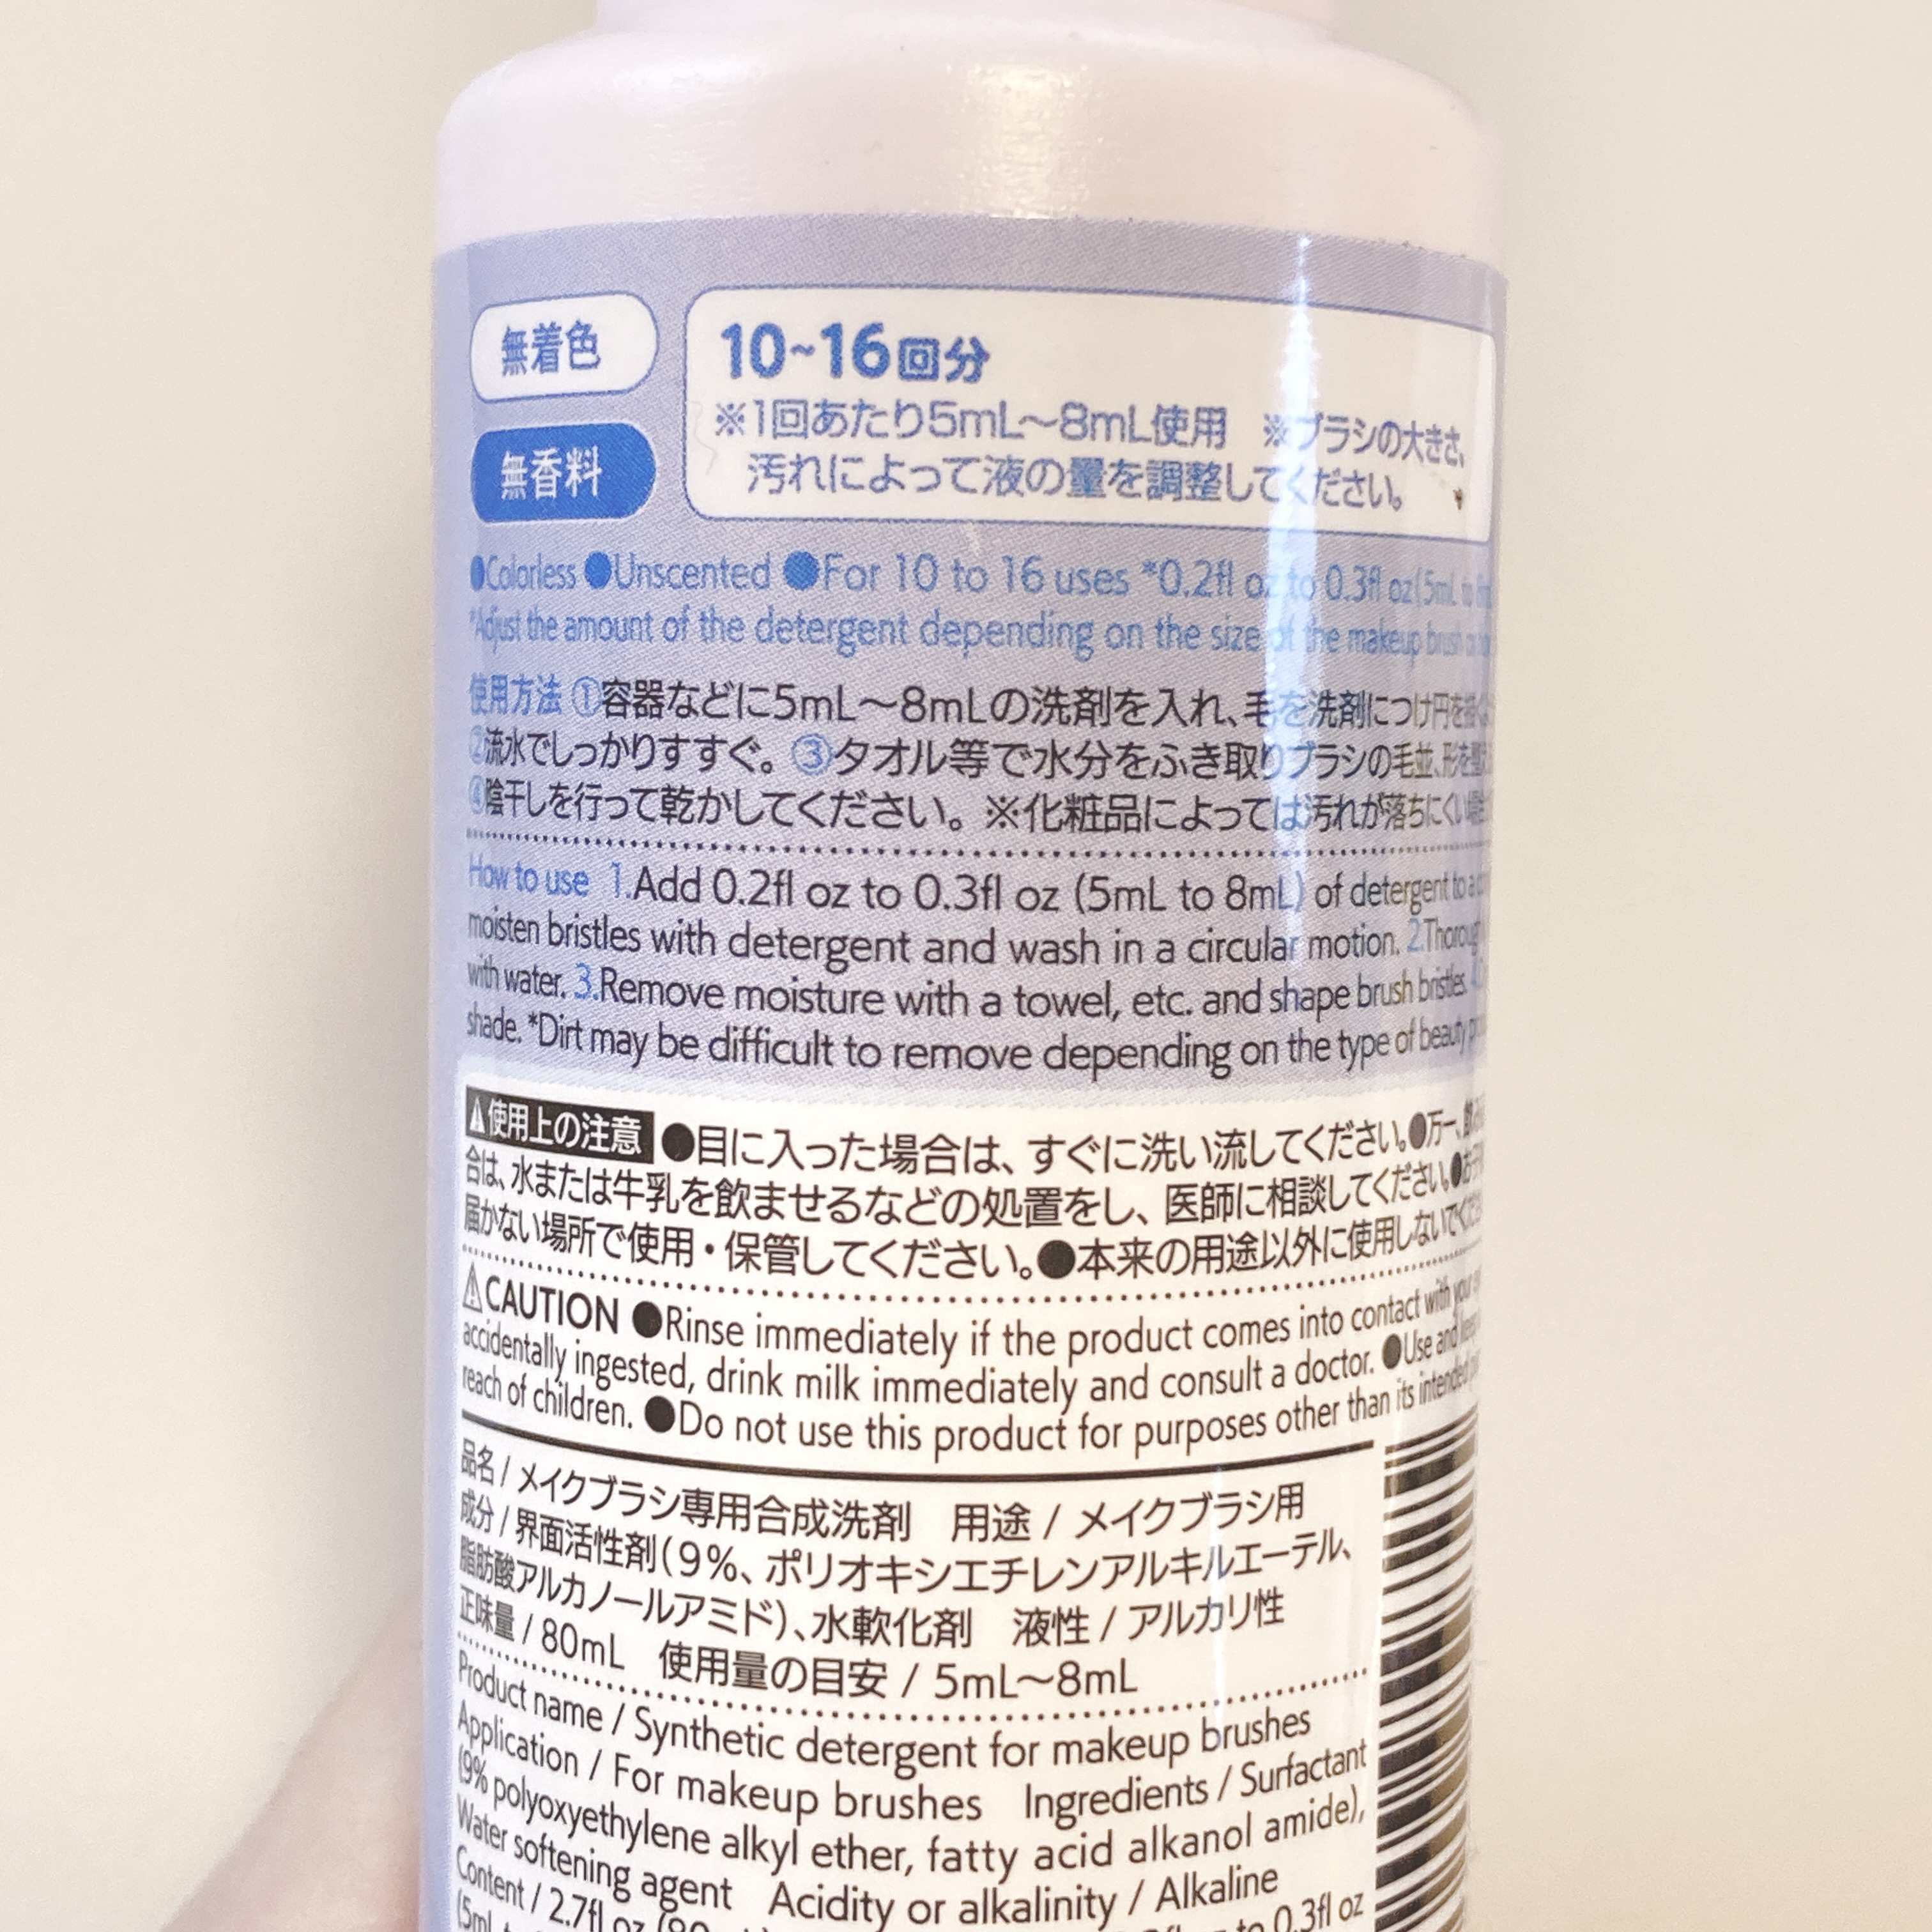 無着色
無香料
10~16回分
※1回あたり5mL〜8mL使用 ※ブラシの大きさ、
汚れによって液の量を調整してください。
●Colorless ●Unscented ●For 10 to 16 uses *0.2fl oz to 0.3fl oz(5mL to
*Adjust the amount of the detergent depending on the size of the makeup brush
使用方法 ①容器などに5mL〜8mLの洗剤を入れ、毛を洗剤につけ円を
②流水でしっかりすすぐ。③タオル等で水分をふき取りブラシの毛並、形を
④陰干しを行って乾かしてください。※化粧品によっては汚れが落ちにくい
How to use 1.Add 0.2fl oz to 0.3fl oz (5mL to 8mL) of detergent to a
moisten bristles with detergent and wash in a circular motion. 2.
with water. 3.Remove moisture with a towel, etc. and shape brush bristles.
shade. *Dirt may be difficult to remove depending on the type of beauty
⚠使用上の注意 ●目に入った場合は、すぐに洗い流してください。●万一、
合は、水または牛乳を飲ませるなどの処置をし、医師に相談してください。●お子
届かない場所で使用・保管してください。●本来の用途以外に使用しないで
⚠CAUTION ●Rinse immediately if the product comes into contact with your
accidentally ingested, drink milk immediately and consult a doctor. ●Use and keep
reach of children. ●Do not use this product for purposes other than its intended
品名 / メイクブラシ専用合成洗剤 用途 / メイクブラシ用
成分 / 界面活性剤(9%、ポリオキシエチレンアルキルエーテル、
脂肪酸アルカノールアミド)、水軟化剤 液性 / アルカリ性
正味量 / 80mL 使用量の目安 / 5mL〜8mL
Product name / Synthetic detergent for makeup brushes
Application / For makeup brushes Ingredients / Surfactant
(9% polyoxyethylene alkyl ether, fatty acid alkanol amide),
Water softening agent Acidity or alkalinity / Alkaline
Content / 2.7fl oz to 0.3fl oz
(5mL